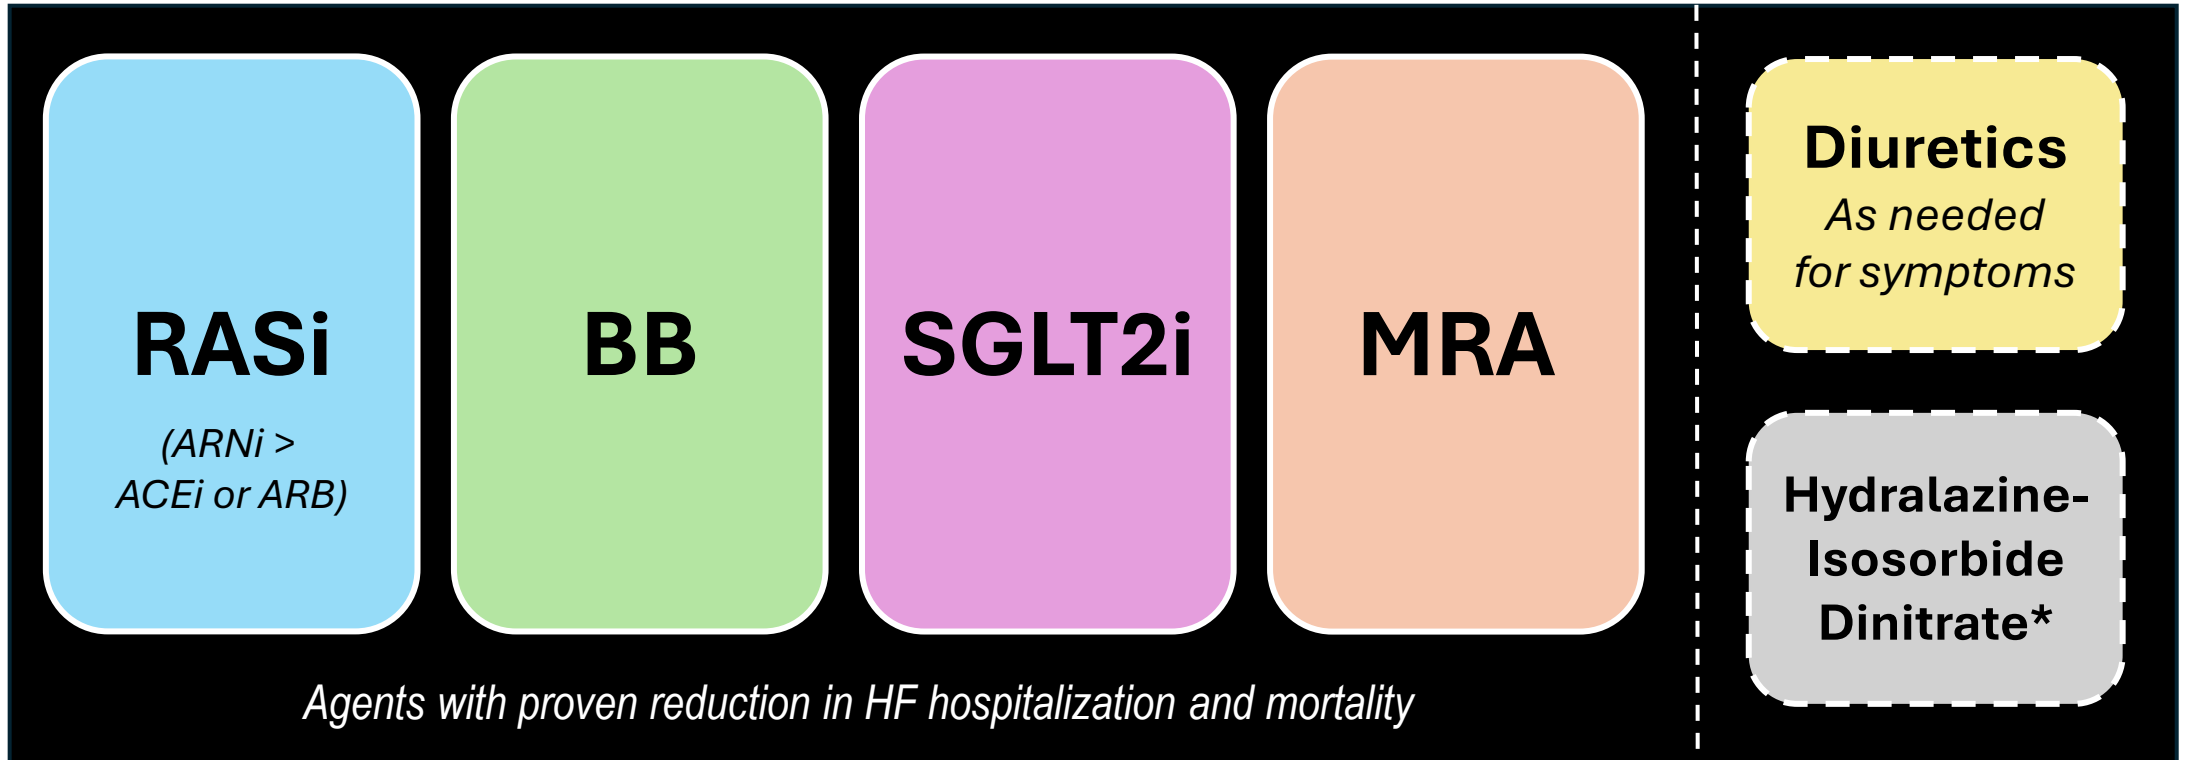 RASi
(ARNi >
ACEi or ARB)
BB
SGLT2i
MRA
Agents with proven reduction in HF hospitalization and mortality
Diuretics
As needed
for symptoms
Hydralazine-
Isosorbide
Dinitrate*